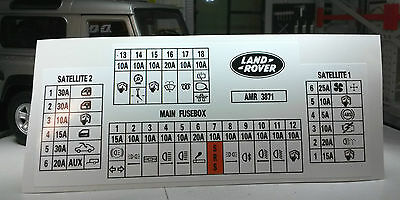 13 14 15 16 17 18
10A 10A 10A 20A 10A 10A
LAND-
ROVER
AMR 3871
SATELLITE 2
1 30A
2 30A
3 10A
4 15A
5 30A
6 20A AUX
MAIN FUSEBOX
1 2 3 4 5 6 7 8 9 10 11 12
15A 10A 10A 10A 10A 20A 10A 10A 10A 10A 10A 10A
SRS
SATELLITE 1
6 25A
5 10A
4 30A
3 10A
2 20A
1 15A